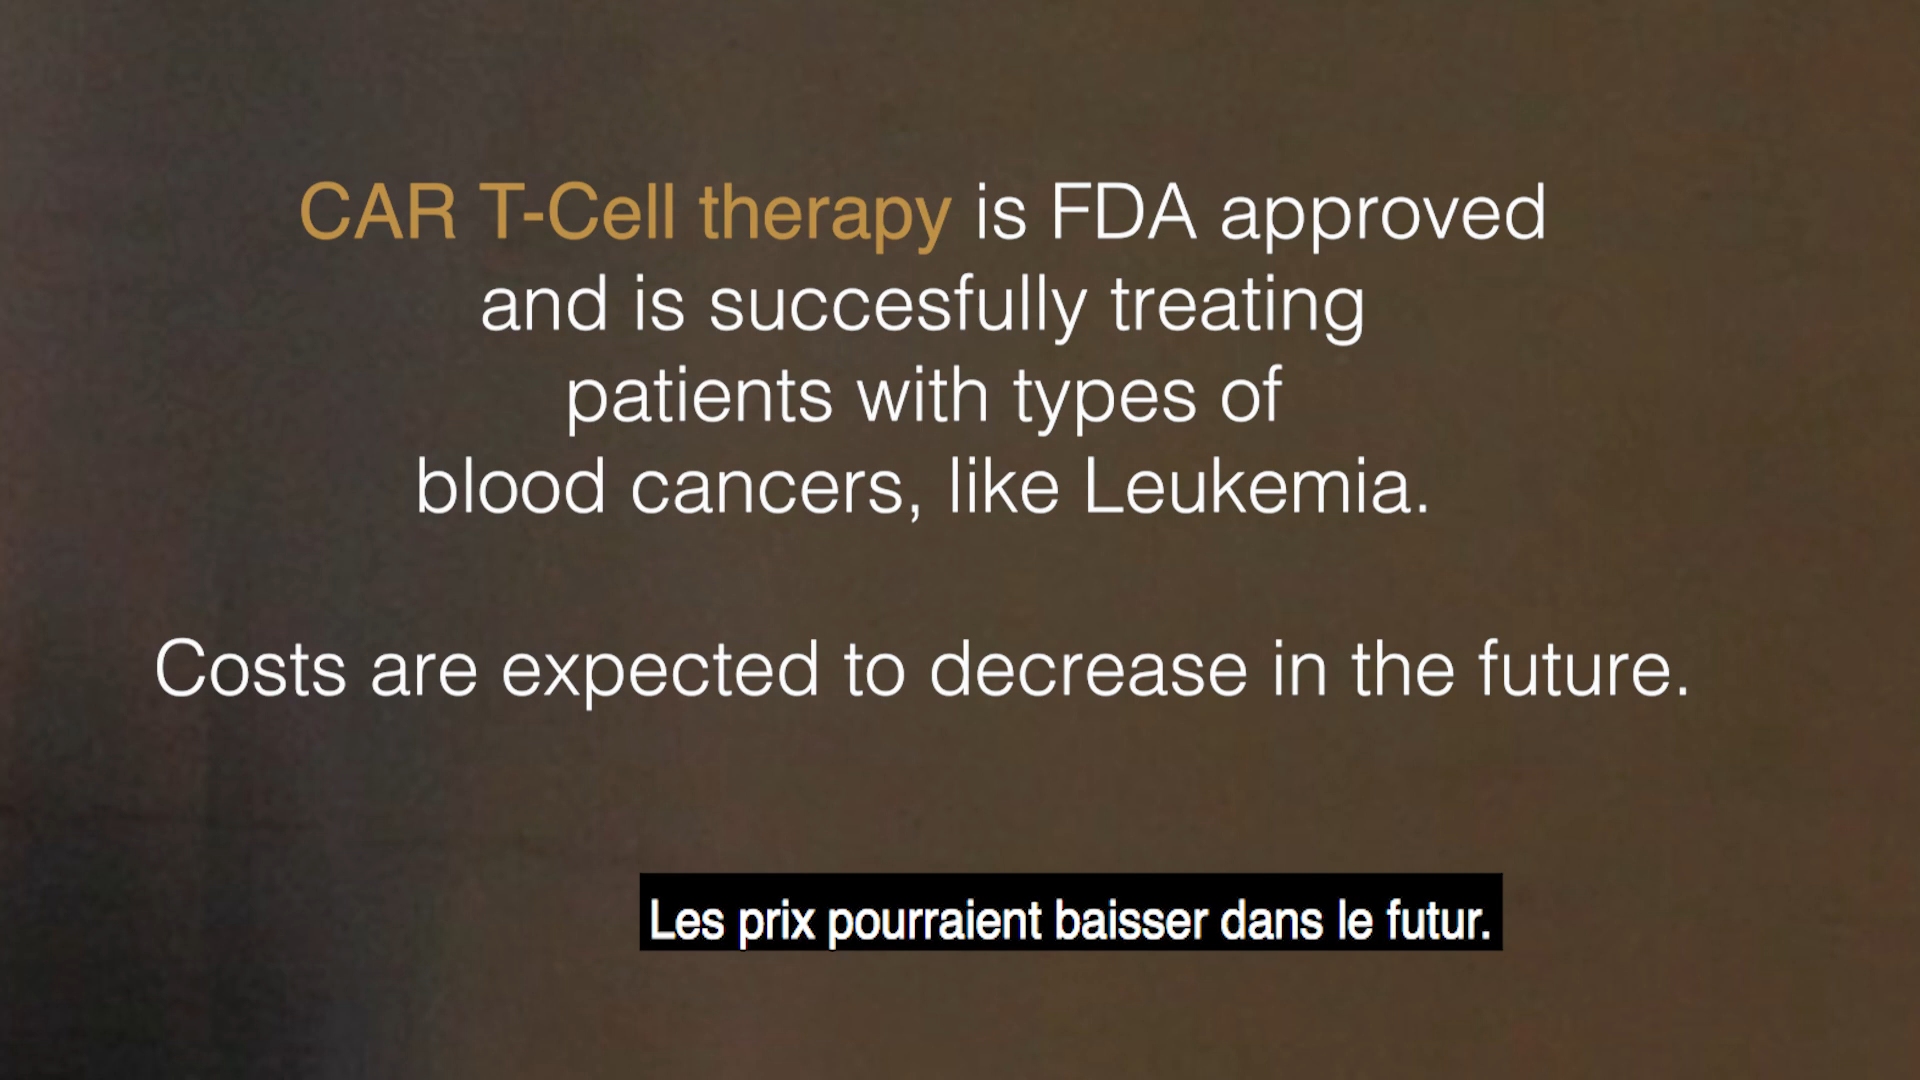 CAR T-Cell therapy is FDA approved
and is succesfully treating
patients with types of
blood cancers, like Leukemia.
Costs are expected to decrease in the future.
Les prix pourraient baisser dans le futur.